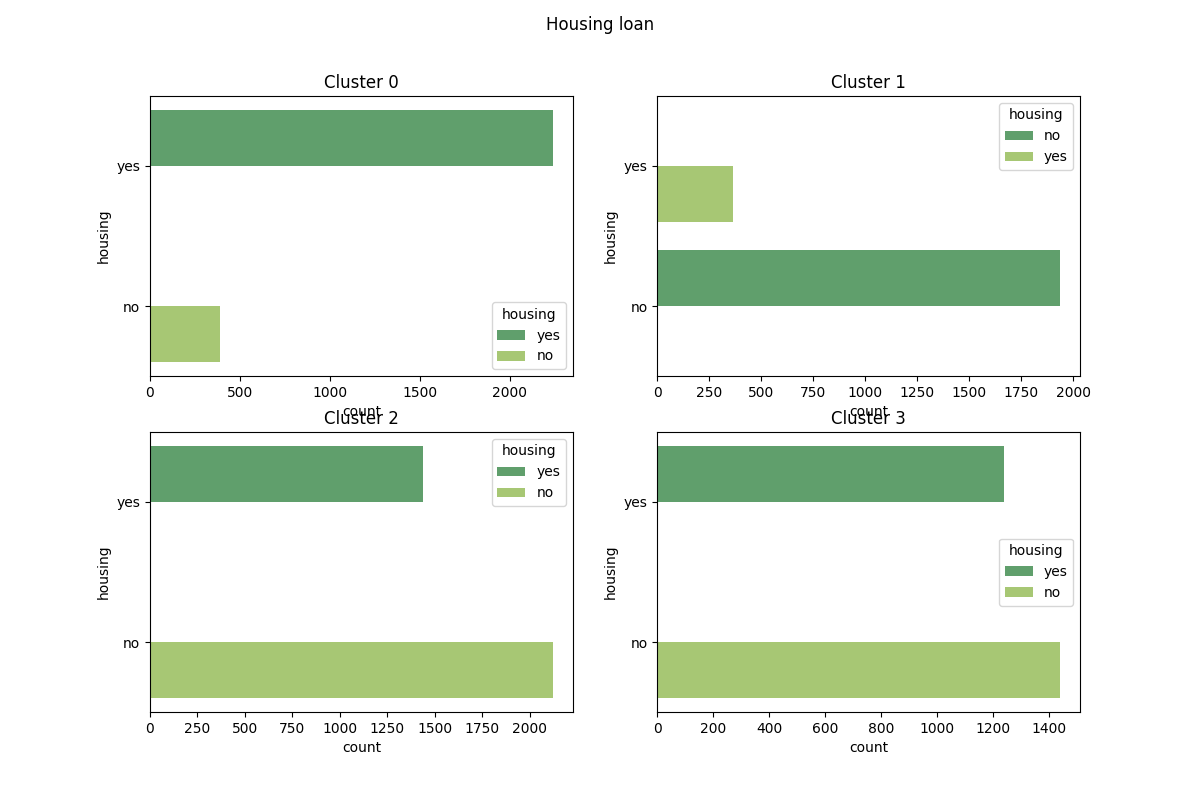 Housing loan
Cluster 0
housing
yes
no
housing
yes
no
0 500 1000 1500 2000
count
Cluster 1
housing
yes
no
housing
no
yes
0 250 500 750 1000 1250 1500 1750 2000
count
Cluster 2
housing
yes
no
housing
yes
no
0 250 500 750 1000 1250 1500 1750 2000
count
Cluster 3
housing
yes
no
housing
yes
no
0 200 400 600 800 1000 1200 1400
count